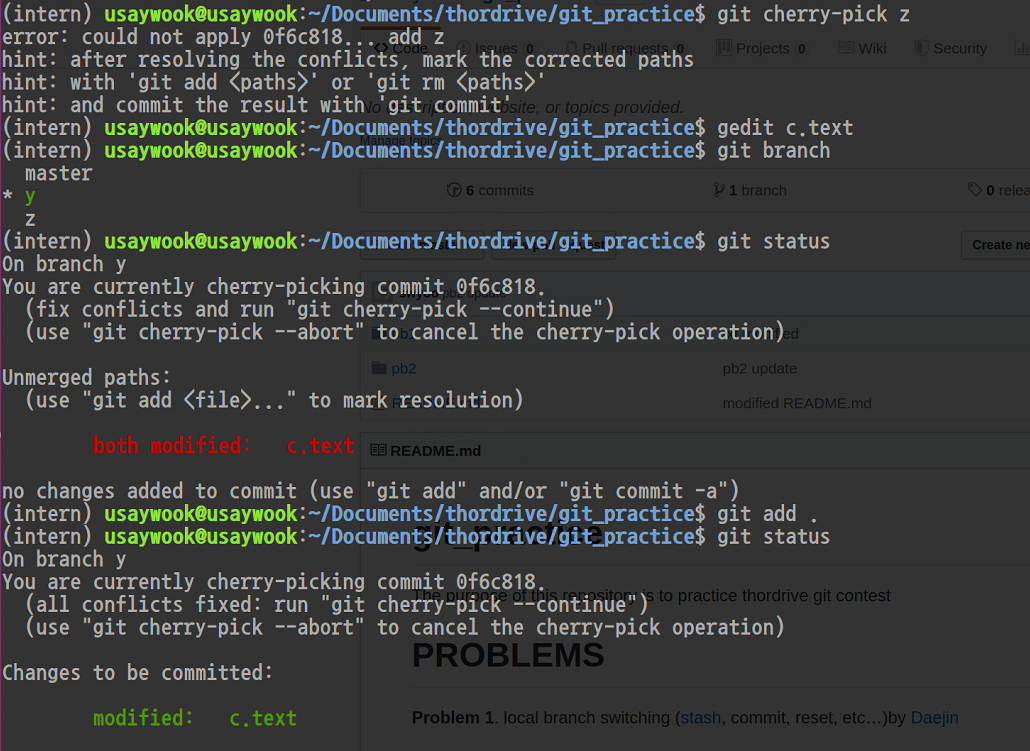 (intern) usaywook@usaywook:~/Documents/thordrive/git_practice$ git cherry-pick z
error: could not apply 0f6c818... add z
<> Code Issues 0 Pull requests 0 Projects 0 Wiki Security
hint: after resolving the conflicts, mark the corrected paths
hint: with 'git add <paths>' or 'git rm <paths>'
hint: and commit the result with 'git commit'
No description, website, or topics provided.
(intern) usaywook@usaywook:~/Documents/thordrive/git_practice$ gedit c.text
Manage topics
(intern) usaywook@usaywook:~/Documents/thordrive/git_practice$ git branch
master
* y
6 commits 1 branch 0 relea
z
(intern) usaywook@usaywook:~/Documents/thordrive/git_practice$ git status
Create ne
On branch y
You are currently cherry-picking commit 0f6c818.
pb2 update
(fix conflicts and run "git cherry-pick --continue")
(use "git cherry-pick --abort" to cancel the cherry-pick operation)
pb2 pb2 update
Unmerged paths:
(use "git add <file>..." to mark resolution)
modified README.md
both modified: c.text
README.md
no changes added to commit (use "git add" and/or "git commit -a")
(intern) usaywook@usaywook:~/Documents/thordrive/git_practice$ git add .
(intern) usaywook@usaywook:~/Documents/thordrive/git_practice$ git status
git_practice
On branch y
You are currently cherry-picking commit 0f6c818.
The purpose of this repository is to practice thordrive git contest
(all conflicts fixed: run "git cherry-pick --continue")
(use "git cherry-pick --abort" to cancel the cherry-pick operation)
PROBLEMS
Changes to be committed:
modified: c.text
Problem 1. local branch switching (stash, commit, reset, etc...)by Daejin